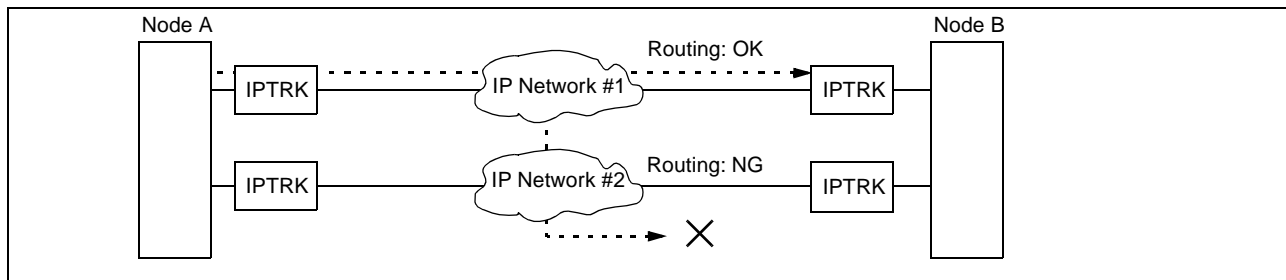 Node A
Node B
Routing: OK
IPTRK
IP Network #1
IPTRK
IPTRK
IP Network #2
Routing: NG
IPTRK